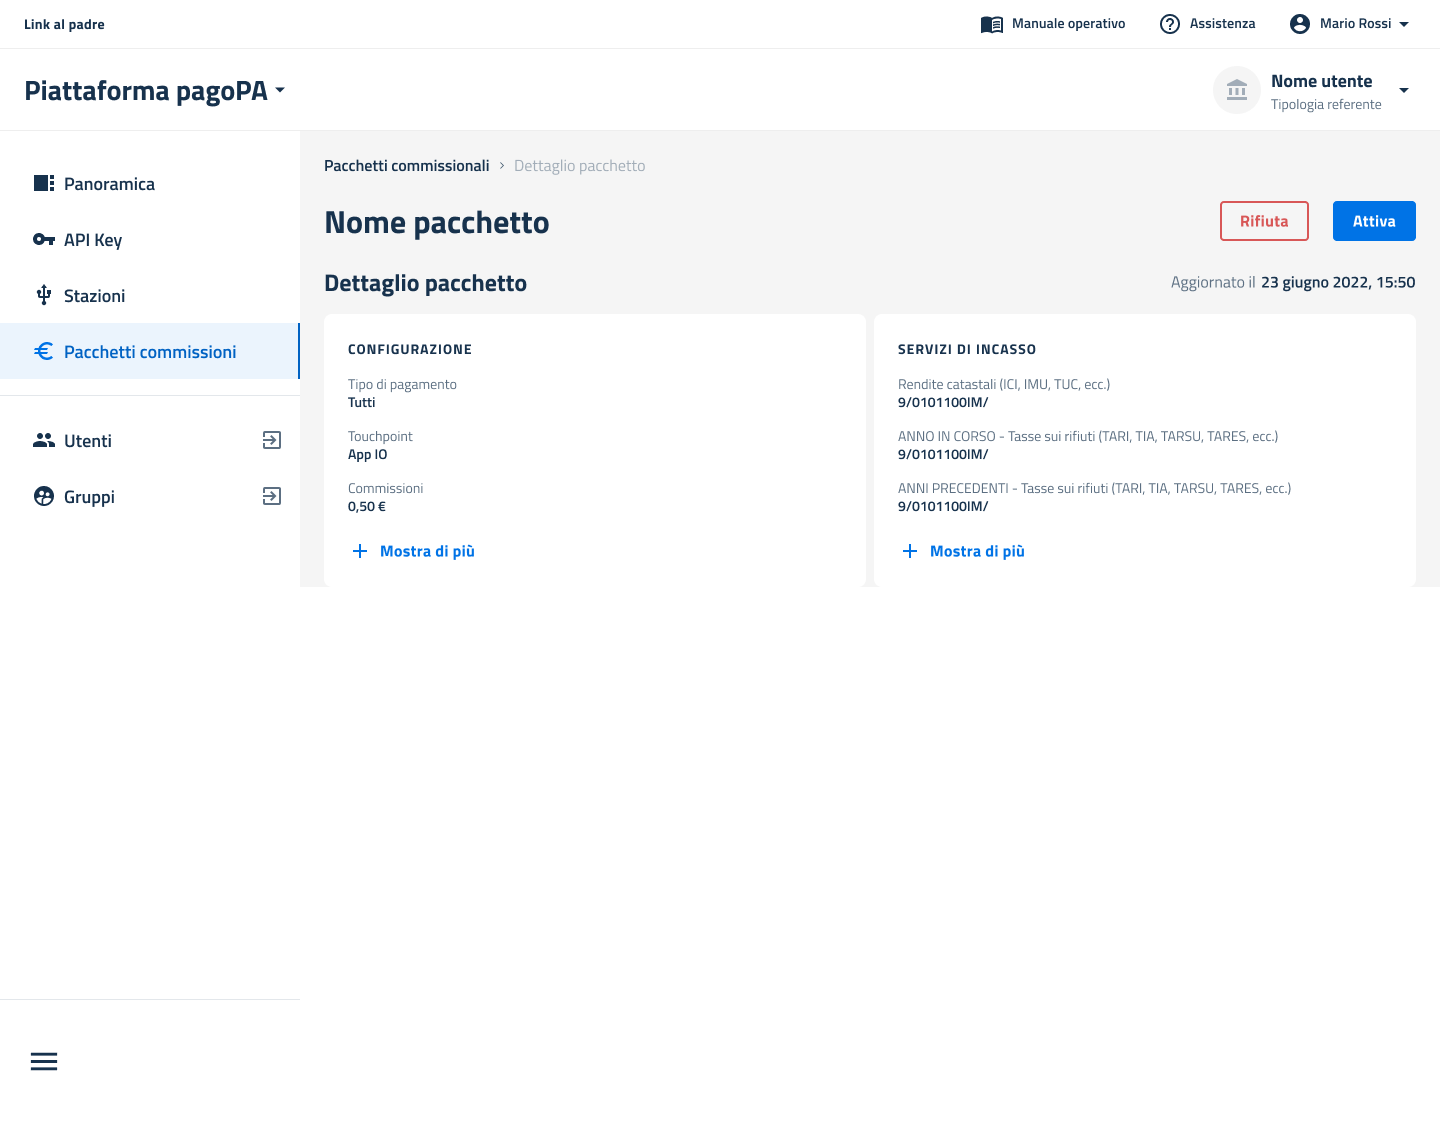 Link al padre
Manuale operativo
Assistenza
Mario Rossi
Piattaforma pagoPA
Nome utente
Tipologia referente
Panoramica
API Key
Stazioni
Pacchetti commissioni
Utenti
Gruppi
Pacchetti commissionali
Dettaglio pacchetto
Nome pacchetto
Rifiuta
Attiva
Dettaglio pacchetto
Aggiornato il 23 giugno 2022, 15:50
CONFIGURAZIONE
Tipo di pagamento
Tutti
Touchpoint
App IO
Commissioni
0,50 €
Mostra di più
SERVIZI DI INCASSO
Rendite catastali (ICI, IMU, TUC, ecc.)
9/0101100IM/
ANNO IN CORSO - Tasse sui rifiuti (TARI, TIA, TARSU, TARES, ecc.)
9/0101100IM/
ANNI PRECEDENTI - Tasse sui rifiuti (TARI, TIA, TARSU, TARES, ecc.)
9/0101100IM/
Mostra di più